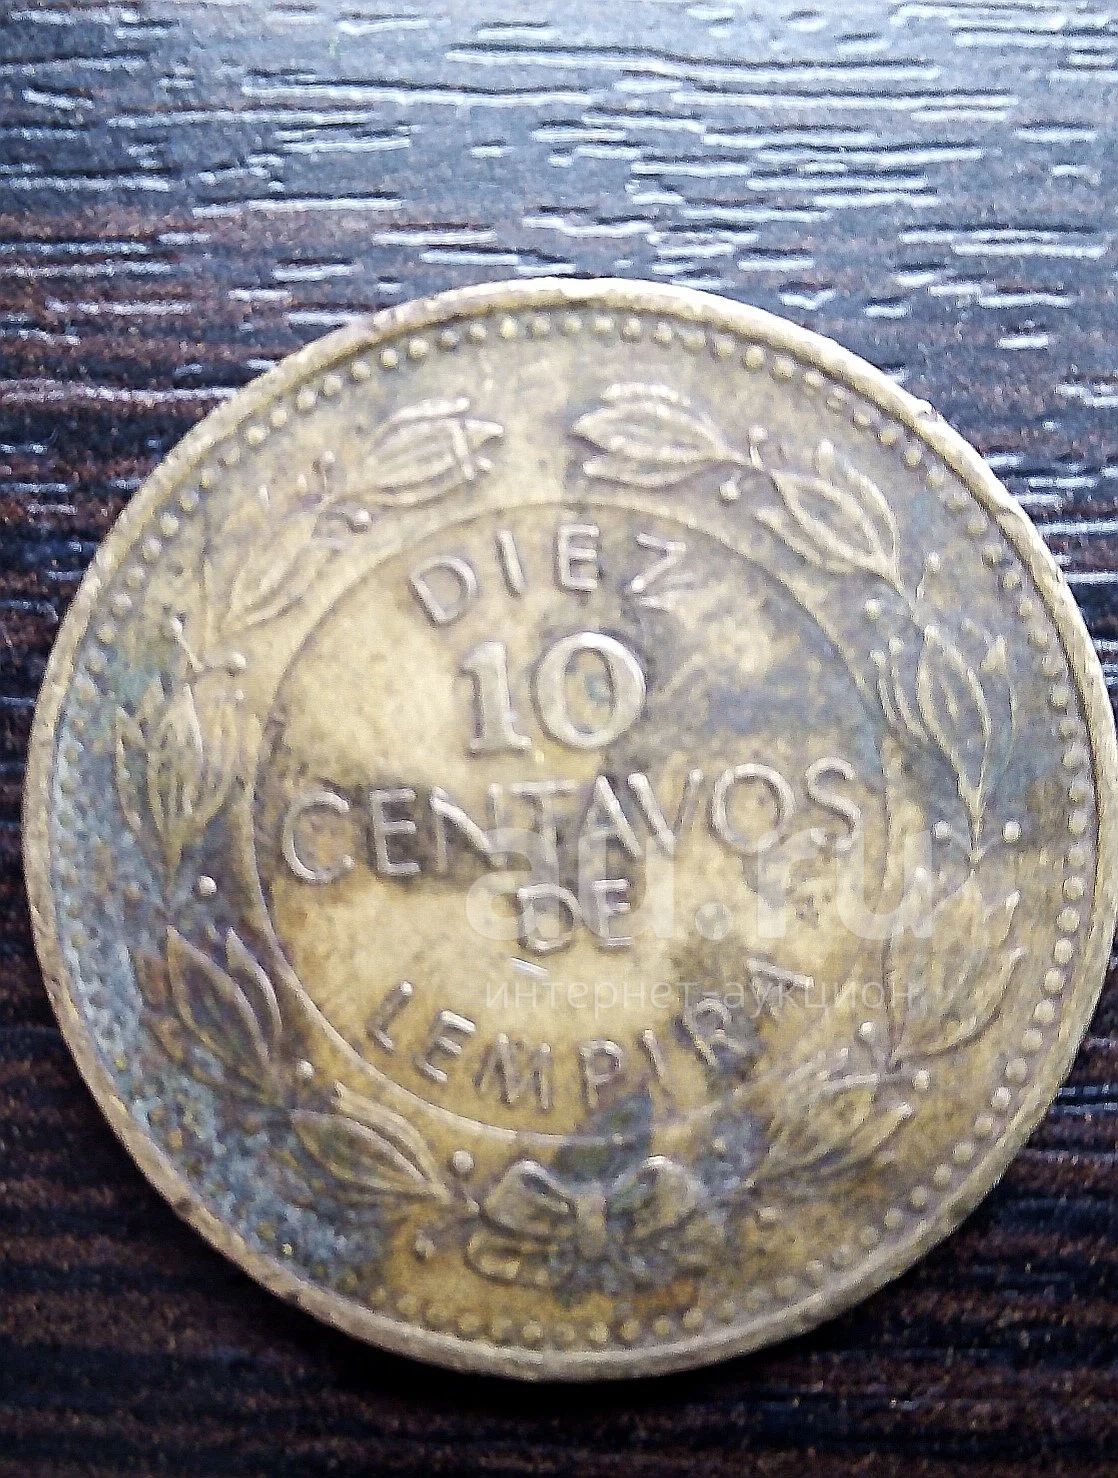 DIEZ
10
CENTAVOS
DE
LEMPIRA
au.ru
интернет-аукцион